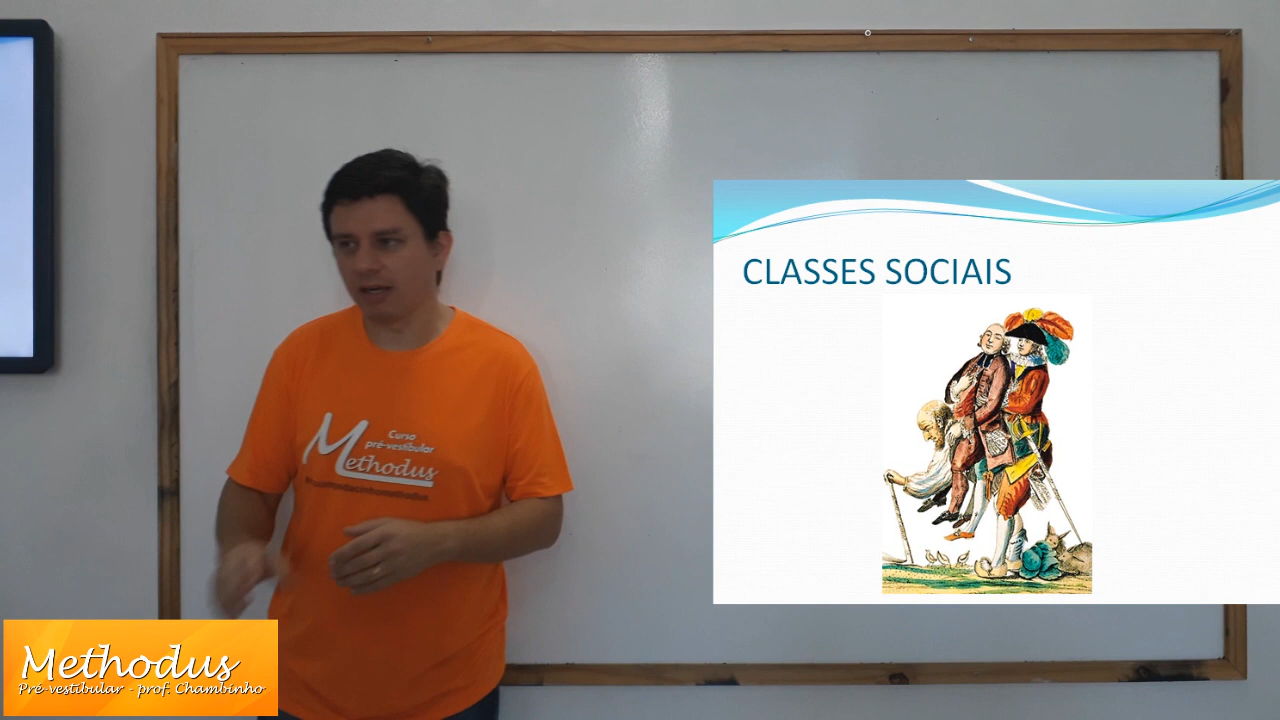 CLASSES SOCIAIS
Curso
pré-vestibular
Methodus
Methodus
Pré-vestibular - prof. Chambinho